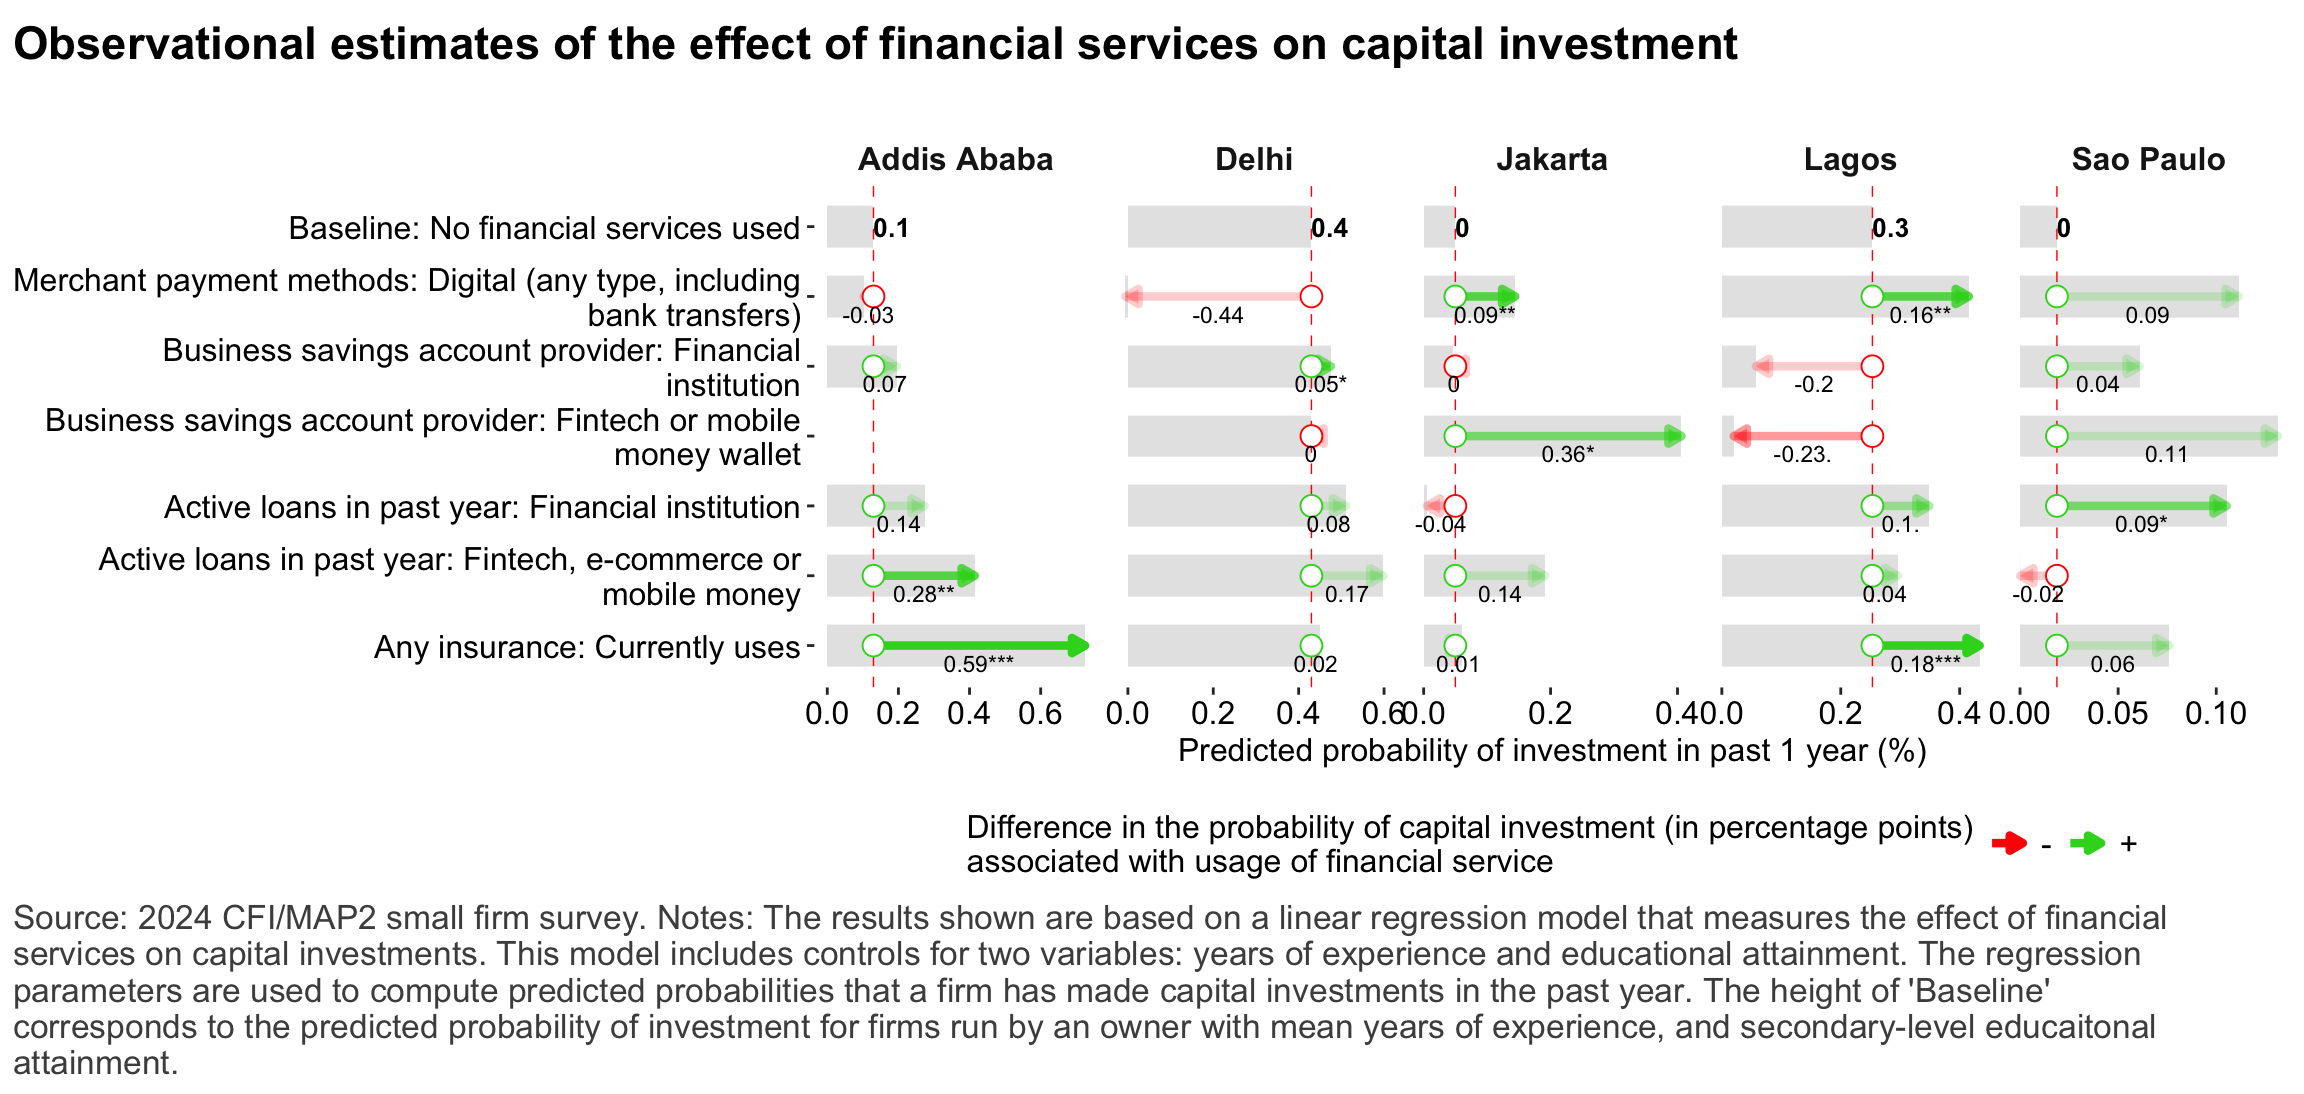 Observational estimates of the effect of financial services on capital investment
Addis Ababa Delhi Jakarta Lagos Sao Paulo
Baseline: No financial services used 0.1 0.4 0 0.3 0
Merchant payment methods: Digital (any type, including
bank transfers) -0.03 -0.44 0.09** 0.16** 0.09
Business savings account provider: Financial
institution 0.07 0.05* 0 -0.2 0.04
Business savings account provider: Fintech or mobile
money wallet 0 0.36* -0.23. 0.11
Active loans in past year: Financial institution 0.14 0.08 -0.04 0.1. 0.09*
Active loans in past year: Fintech, e-commerce or
mobile money 0.28** 0.17 0.14 0.04 -0.02
Any insurance: Currently uses 0.59*** 0.02 0.01 0.18*** 0.06
0.0 0.2 0.4 0.6 0.0 0.2 0.4 0.6 0.0 0.2 0.4 0.0 0.2 0.4 0.00 0.05 0.10
Predicted probability of investment in past 1 year (%)
Difference in the probability of capital investment (in percentage points)
associated with usage of financial service - +
Source: 2024 CFI/MAP2 small firm survey. Notes: The results shown are based on a linear regression model that measures the effect of financial
services on capital investments. This model includes controls for two variables: years of experience and educational attainment. The regression
parameters are used to compute predicted probabilities that a firm has made capital investments in the past year. The height of 'Baseline'
corresponds to the predicted probability of investment for firms run by an owner with mean years of experience, and secondary-level educaitonal
attainment.